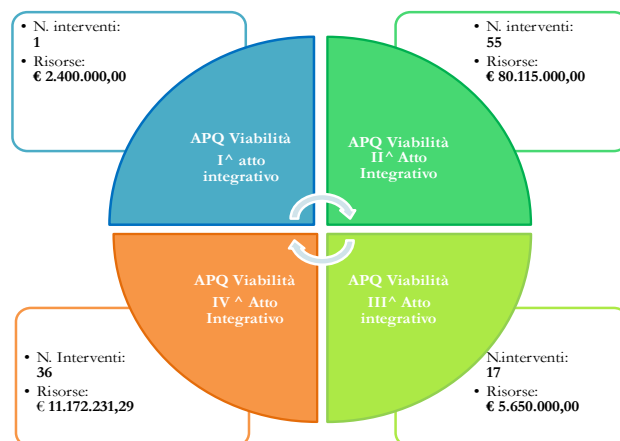 • N. interventi:
1
• Risorse:
€ 2.400.000,00
• N. interventi:
55
• Risorse:
€ 80.115.000,00
APQ Viabilità
I^ atto
integrativo
APQ Viabilità
II^ Atto
Integrativo
APQ Viabilità
IV ^ Atto
Integrativo
APQ Viabilità
III^ Atto
integrativo
• N. Interventi:
36
• Risorse:
€ 11.172.231,29
N.interventi:
17
• Risorse:
€ 5.650.000,00